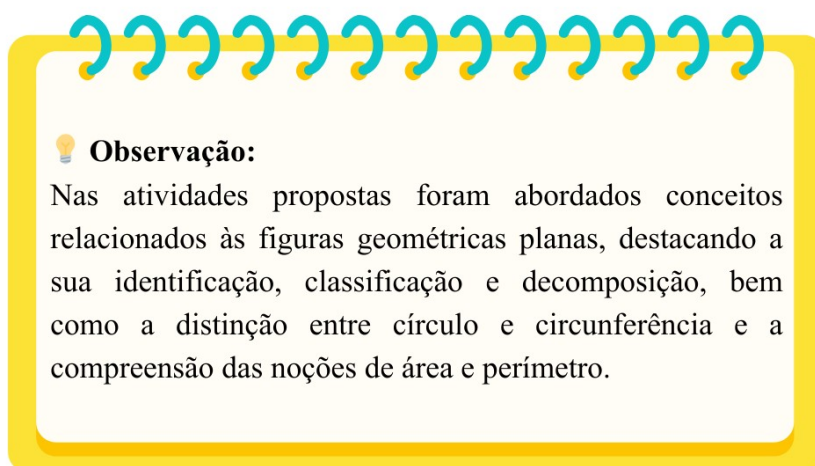 Observação:
Nas atividades propostas foram abordados conceitos
relacionados às figuras geométricas planas, destacando a
sua identificação, classificação e decomposição, bem
como a distinção entre círculo e circunferência e a
compreensão das noções de área e perímetro.